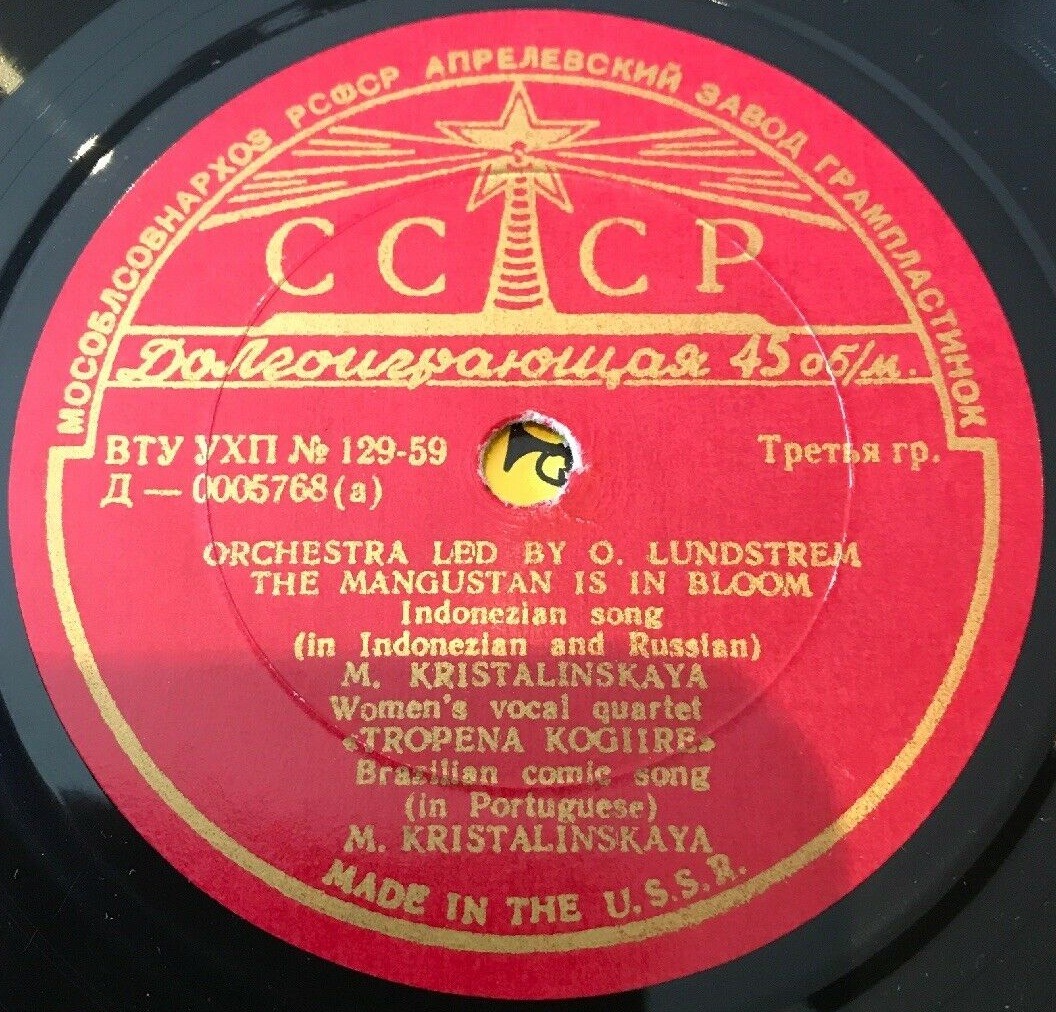 МОСОБЛСОВНАРХОЗ РСФСР АПРЕЛЕВСКИЙ ЗАВОД ГРАМПЛАСТИНОК
СССР
Долгоиграющая 45 об/м.
ВТУ УХП № 129-59
Третья гр.
Д — 0005768 (а)
ORCHESTRA LED BY O. LUNDSTREM
THE MANGUSTAN IS IN BLOOM
Indonezian song
(in Indonezian and Russian)
M. KRISTALINSKAYA
Women's vocal quartet
«TROPENA KOGIIRE»
Brazilian comic song
(in Portuguese)
M. KRISTALINSKAYA
MADE IN THE U.S.S.R.